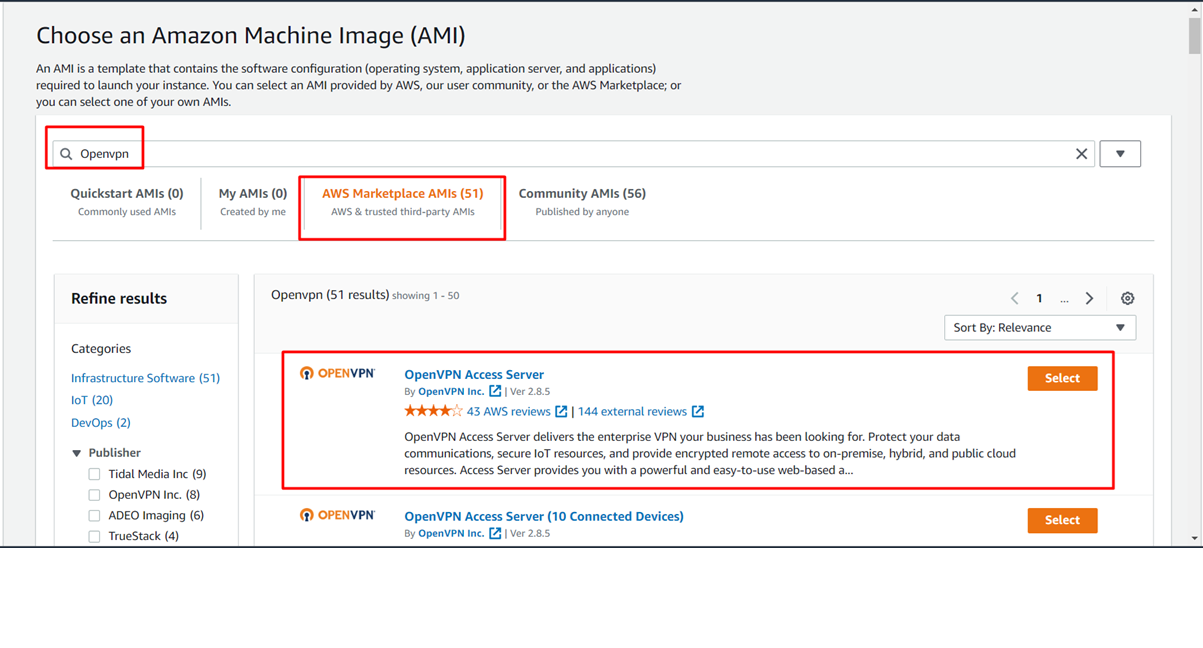 Choose an Amazon Machine Image (AMI)
An AMI is a template that contains the software configuration (operating system, application server, and applications)
required to launch your instance. You can select an AMI provided by AWS, our user community, or the AWS Marketplace; or
you can select one of your own AMIs.
Openvpn
Quickstart AMIs (0)
Commonly used AMIs
My AMIs (0)
Created by me
AWS Marketplace AMIs (51)
AWS & trusted third-party AMIs
Community AMIs (56)
Published by anyone
Refine results
Categories
Infrastructure Software (51)
IoT (20)
DevOps (2)
Publisher
Tidal Media Inc (9)
OpenVPN Inc. (8)
ADEO Imaging (6)
TrueStack (4)
Openvpn (51 results) showing 1 - 50
1 ...
Sort By: Relevance
OPENVPN
OpenVPN Access Server
By OpenVPN Inc. | Ver 2.8.5
43 AWS reviews | 144 external reviews
OpenVPN Access Server delivers the enterprise VPN your business has been looking for. Protect your data
communications, secure IoT resources, and provide encrypted remote access to on-premise, hybrid, and public cloud
resources. Access Server provides you with a powerful and easy-to-use web-based a...
Select
OPENVPN
OpenVPN Access Server (10 Connected Devices)
By OpenVPN Inc. | Ver 2.8.5
Select